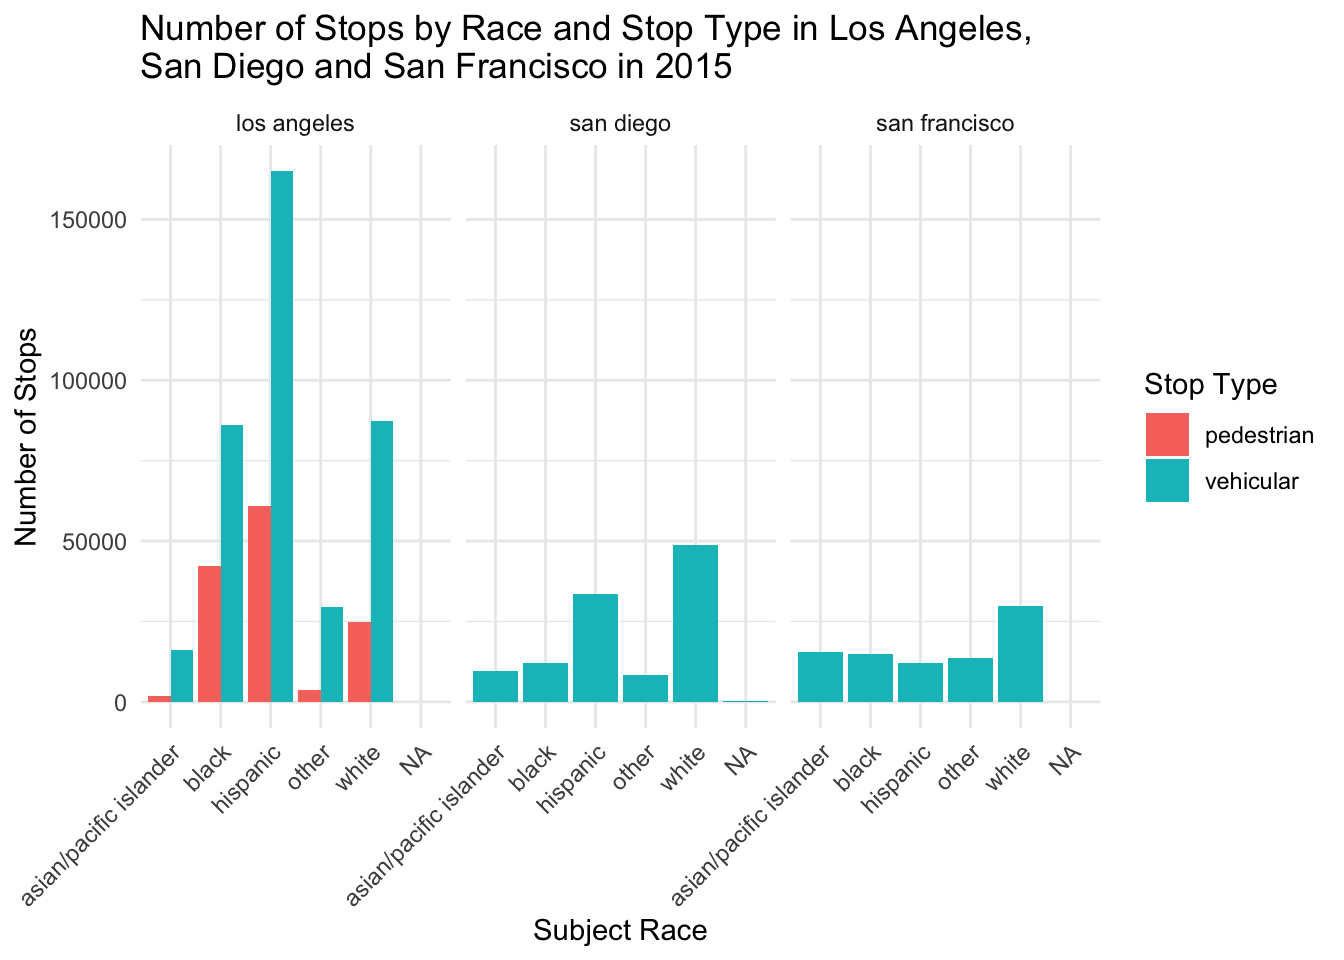 Number of Stops by Race and Stop Type in Los Angeles,
San Diego and San Francisco in 2015
los angeles
san diego
san francisco
Number of Stops
150000
100000
50000
0
asian/pacific islander
black
hispanic
other
white
NA
asian/pacific islander
black
hispanic
other
white
NA
asian/pacific islander
black
hispanic
other
white
NA
Subject Race
Stop Type
pedestrian
vehicular